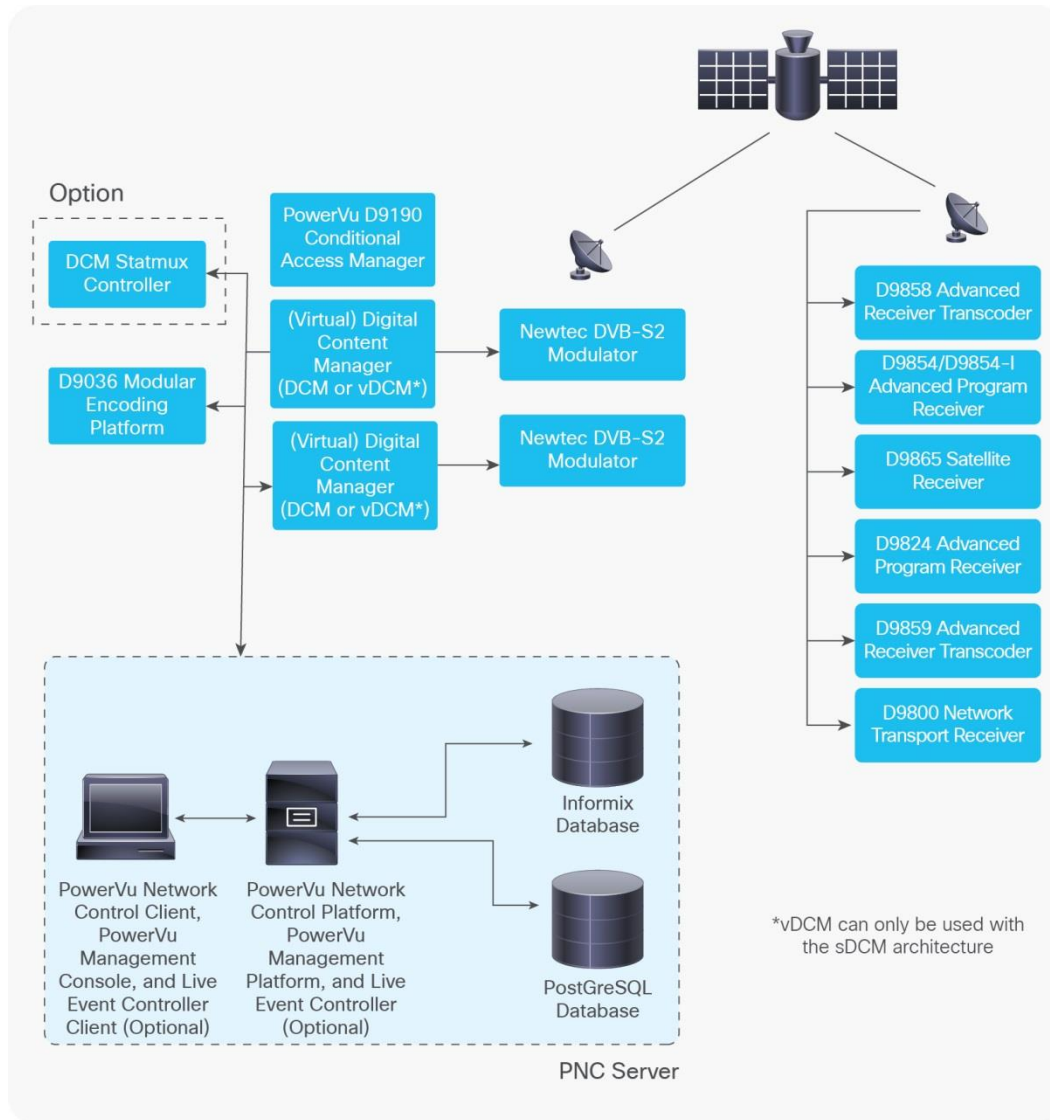 Option
DCM Statmux
Controller
D9036 Modular
Encoding
Platform
PowerVu D9190
Conditional
Access Manager
(Virtual) Digital
Content
Manager
(DCM or vDCM*)
(Virtual) Digital
Content
Manager
(DCM or vDCM*)
Newtec DVB-S2
Modulator
Newtec DVB-S2
Modulator
D9858 Advanced
Receiver Transcoder
D9854/D9854-I
Advanced Program
Receiver
D9865 Satellite
Receiver
D9824 Advanced
Program Receiver
D9859 Advanced
Receiver Transcoder
D9800 Network
Transport Receiver
Informix
Database
PowerVu Network
Control Client,
PowerVu
Management
Console, and Live
Event Controller
Client (Optional)
PowerVu Network
Control Platform,
PowerVu
Management
Platform, and Live
Event Controller
(Optional)
PostGreSQL
Database
PNC Server
*vDCM can only be used with
the sDCM architecture